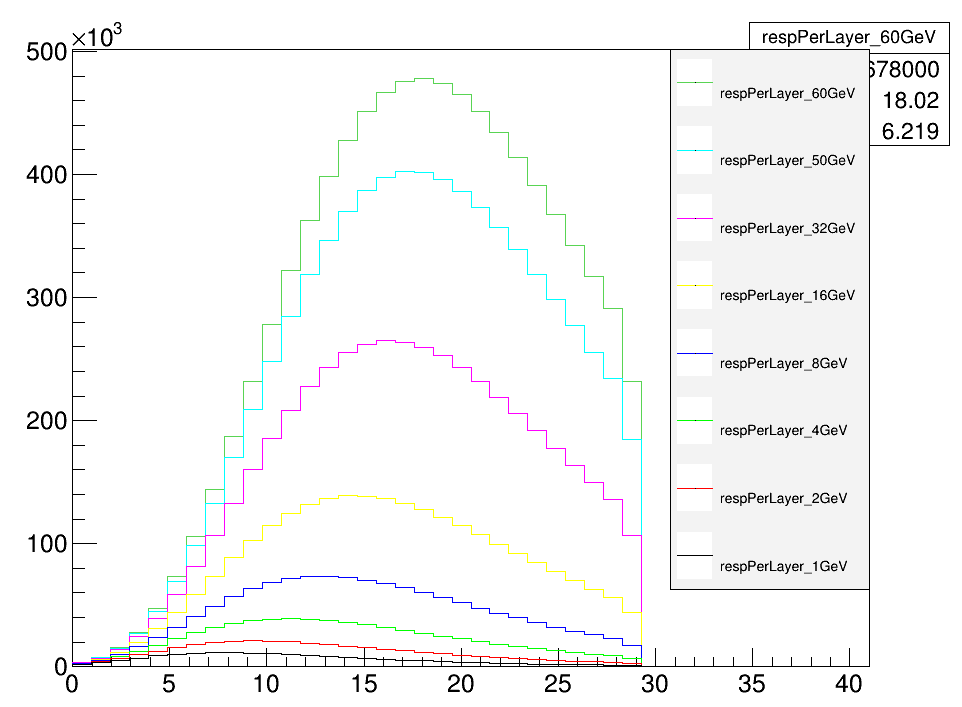 ×10³
respPerLayer_60GeV
678000
18.02
6.219
respPerLayer_60GeV
respPerLayer_50GeV
respPerLayer_32GeV
respPerLayer_16GeV
respPerLayer_8GeV
respPerLayer_4GeV
respPerLayer_2GeV
respPerLayer_1GeV
500
400
300
200
100
0
0 5 10 15 20 25 30 35 40